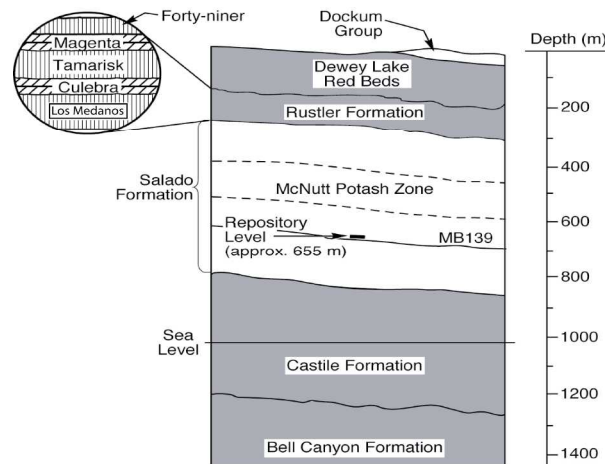 Forty-niner
Magenta
Tamarisk
Culebra
Los Medanos
Dockum
Group
Depth (m)
Dewey Lake
Red Beds
Rustler Formation
Salado
Formation
McNutt Potash Zone
Repository
Level
(approx. 655 m)
MB139
Sea
Level
Castile Formation
Bell Canyon Formation
200
400
600
800
1000
1200
1400